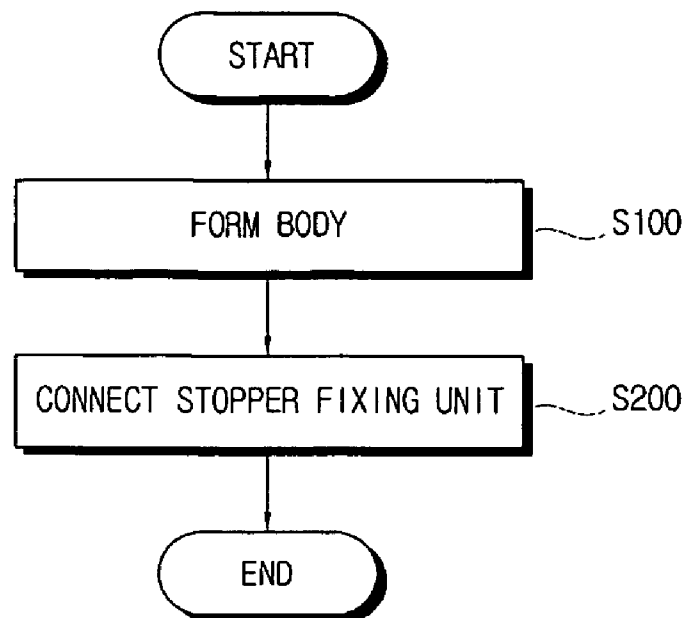 START
FORM BODY
S100
CONNECT STOPPER FIXING UNIT
S200
END